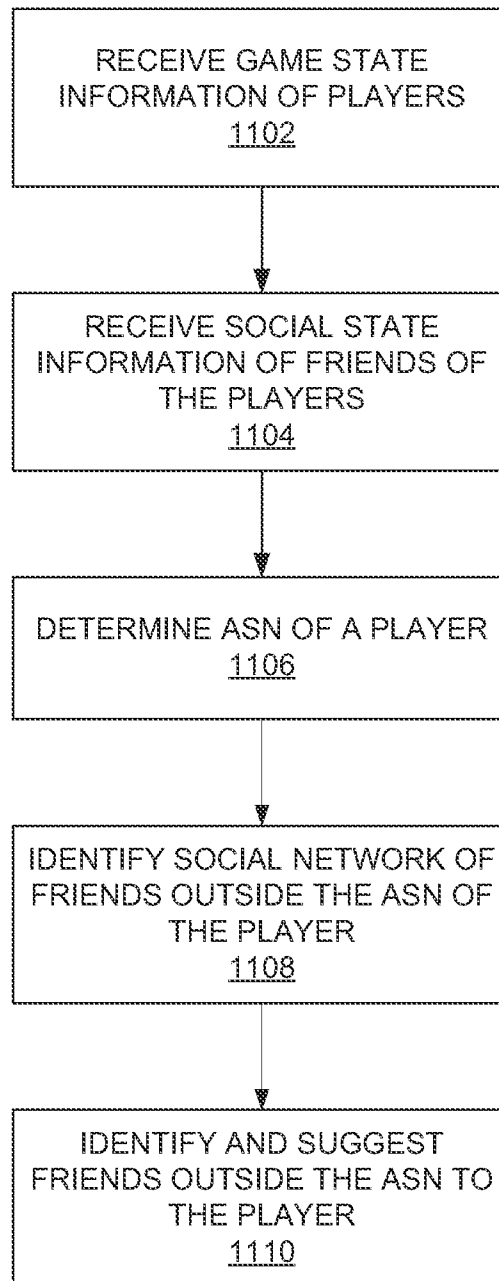 RECEIVE GAME STATE
INFORMATION OF PLAYERS
1102
RECEIVE SOCIAL STATE
INFORMATION OF FRIENDS OF
THE PLAYERS
1104
DETERMINE ASN OF A PLAYER
1106
IDENTIFY SOCIAL NETWORK OF
FRIENDS OUTSIDE THE ASN OF
THE PLAYER
1108
IDENTIFY AND SUGGEST
FRIENDS OUTSIDE THE ASN TO
THE PLAYER
1110